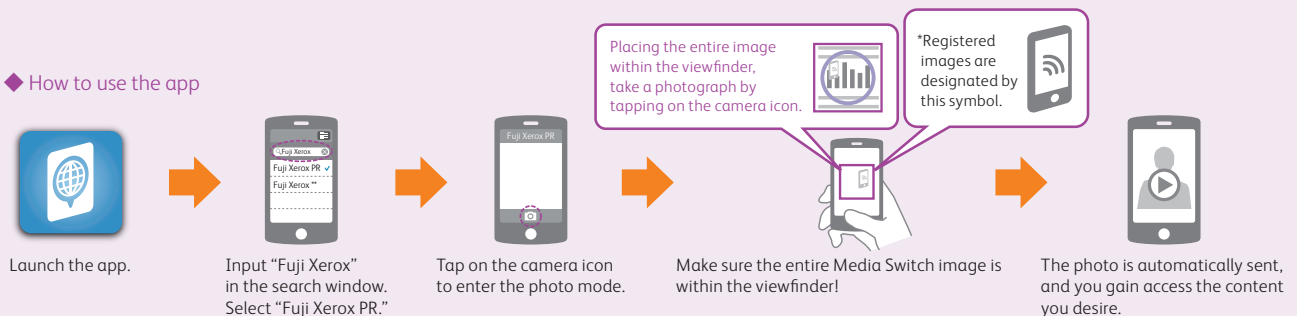 ◆ How to use the app
Launch the app.
Fuji Xerox
Fuji Xerox PR
Fuji Xerox **
Input “Fuji Xerox”
in the search window.
Select “Fuji Xerox PR.”
Fuji Xerox PR
Tap on the camera icon
to enter the photo mode.
Placing the entire image
within the viewfinder,
take a photograph by
tapping on the camera icon.
*Registered
images are
designated by
this symbol.
Make sure the entire Media Switch image is
within the viewfinder!
The photo is automatically sent,
and you gain access the content
you desire.